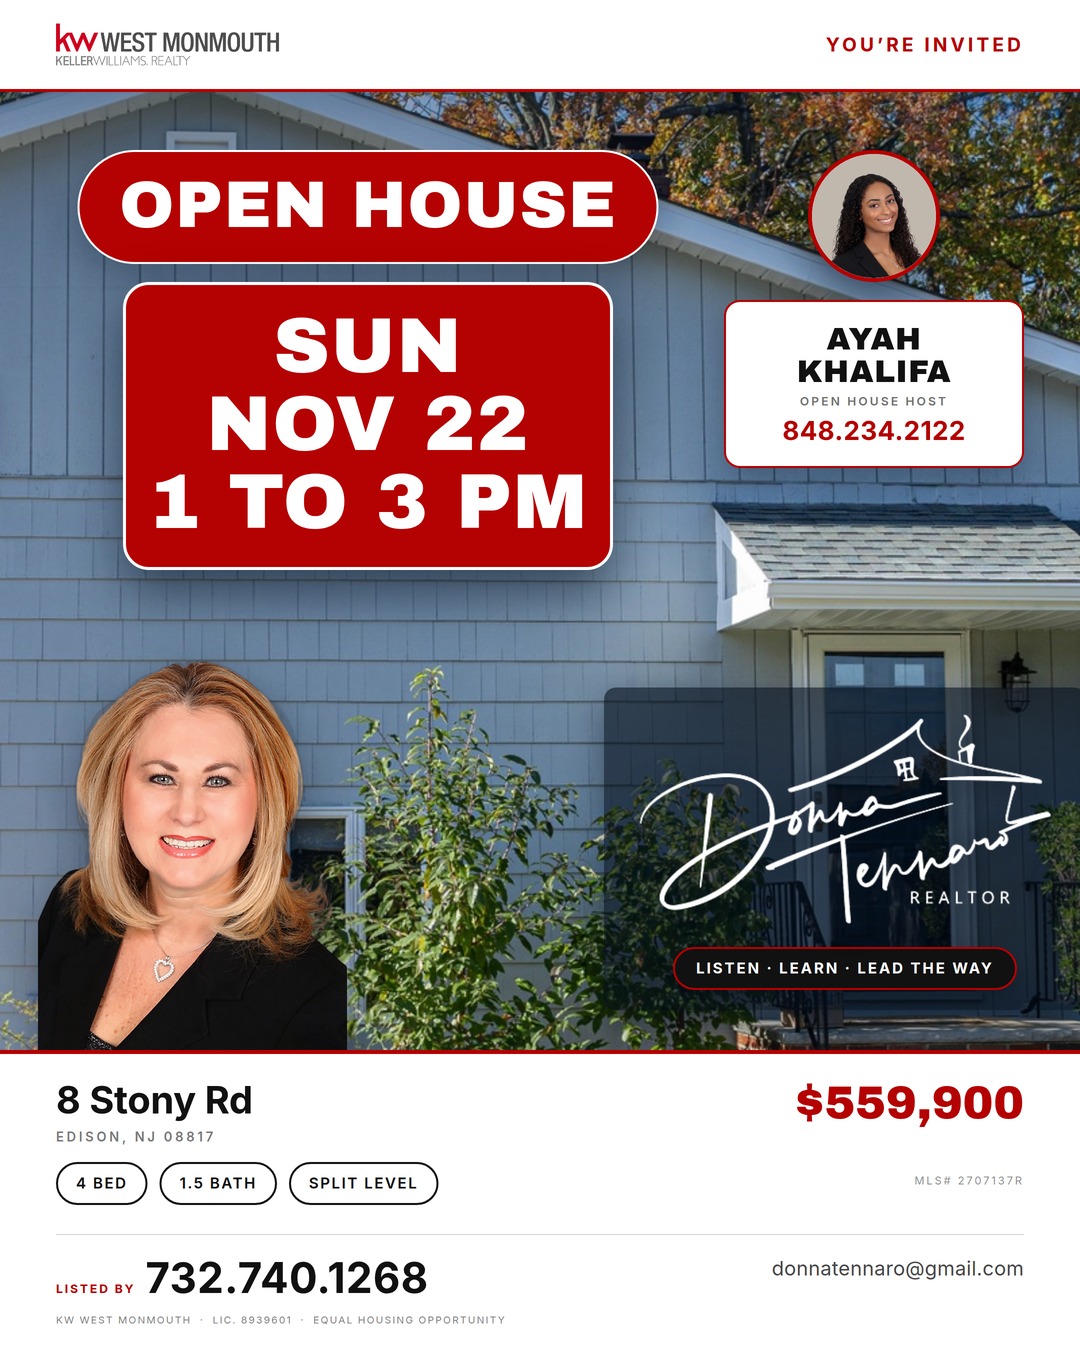 kw WEST MONMOUTH
KELLERWILLIAMS. REALTY
YOU'RE INVITED
OPEN HOUSE
SUN
NOV 22
1 TO 3 PM
AYAH
KHALIFA
OPEN HOUSE HOST
848.234.2122
Donna
Tennaro
REALTOR
LISTEN · LEARN · LEAD THE WAY
8 Stony Rd
$559,900
EDISON, NJ 08817
4 BED
1.5 BATH
SPLIT LEVEL
MLS# 2707137R
LISTED BY 732.740.1268
donnatennaro@gmail.com
KW WEST MONMOUTH · LIC. 8939601 · EQUAL HOUSING OPPORTUNITY